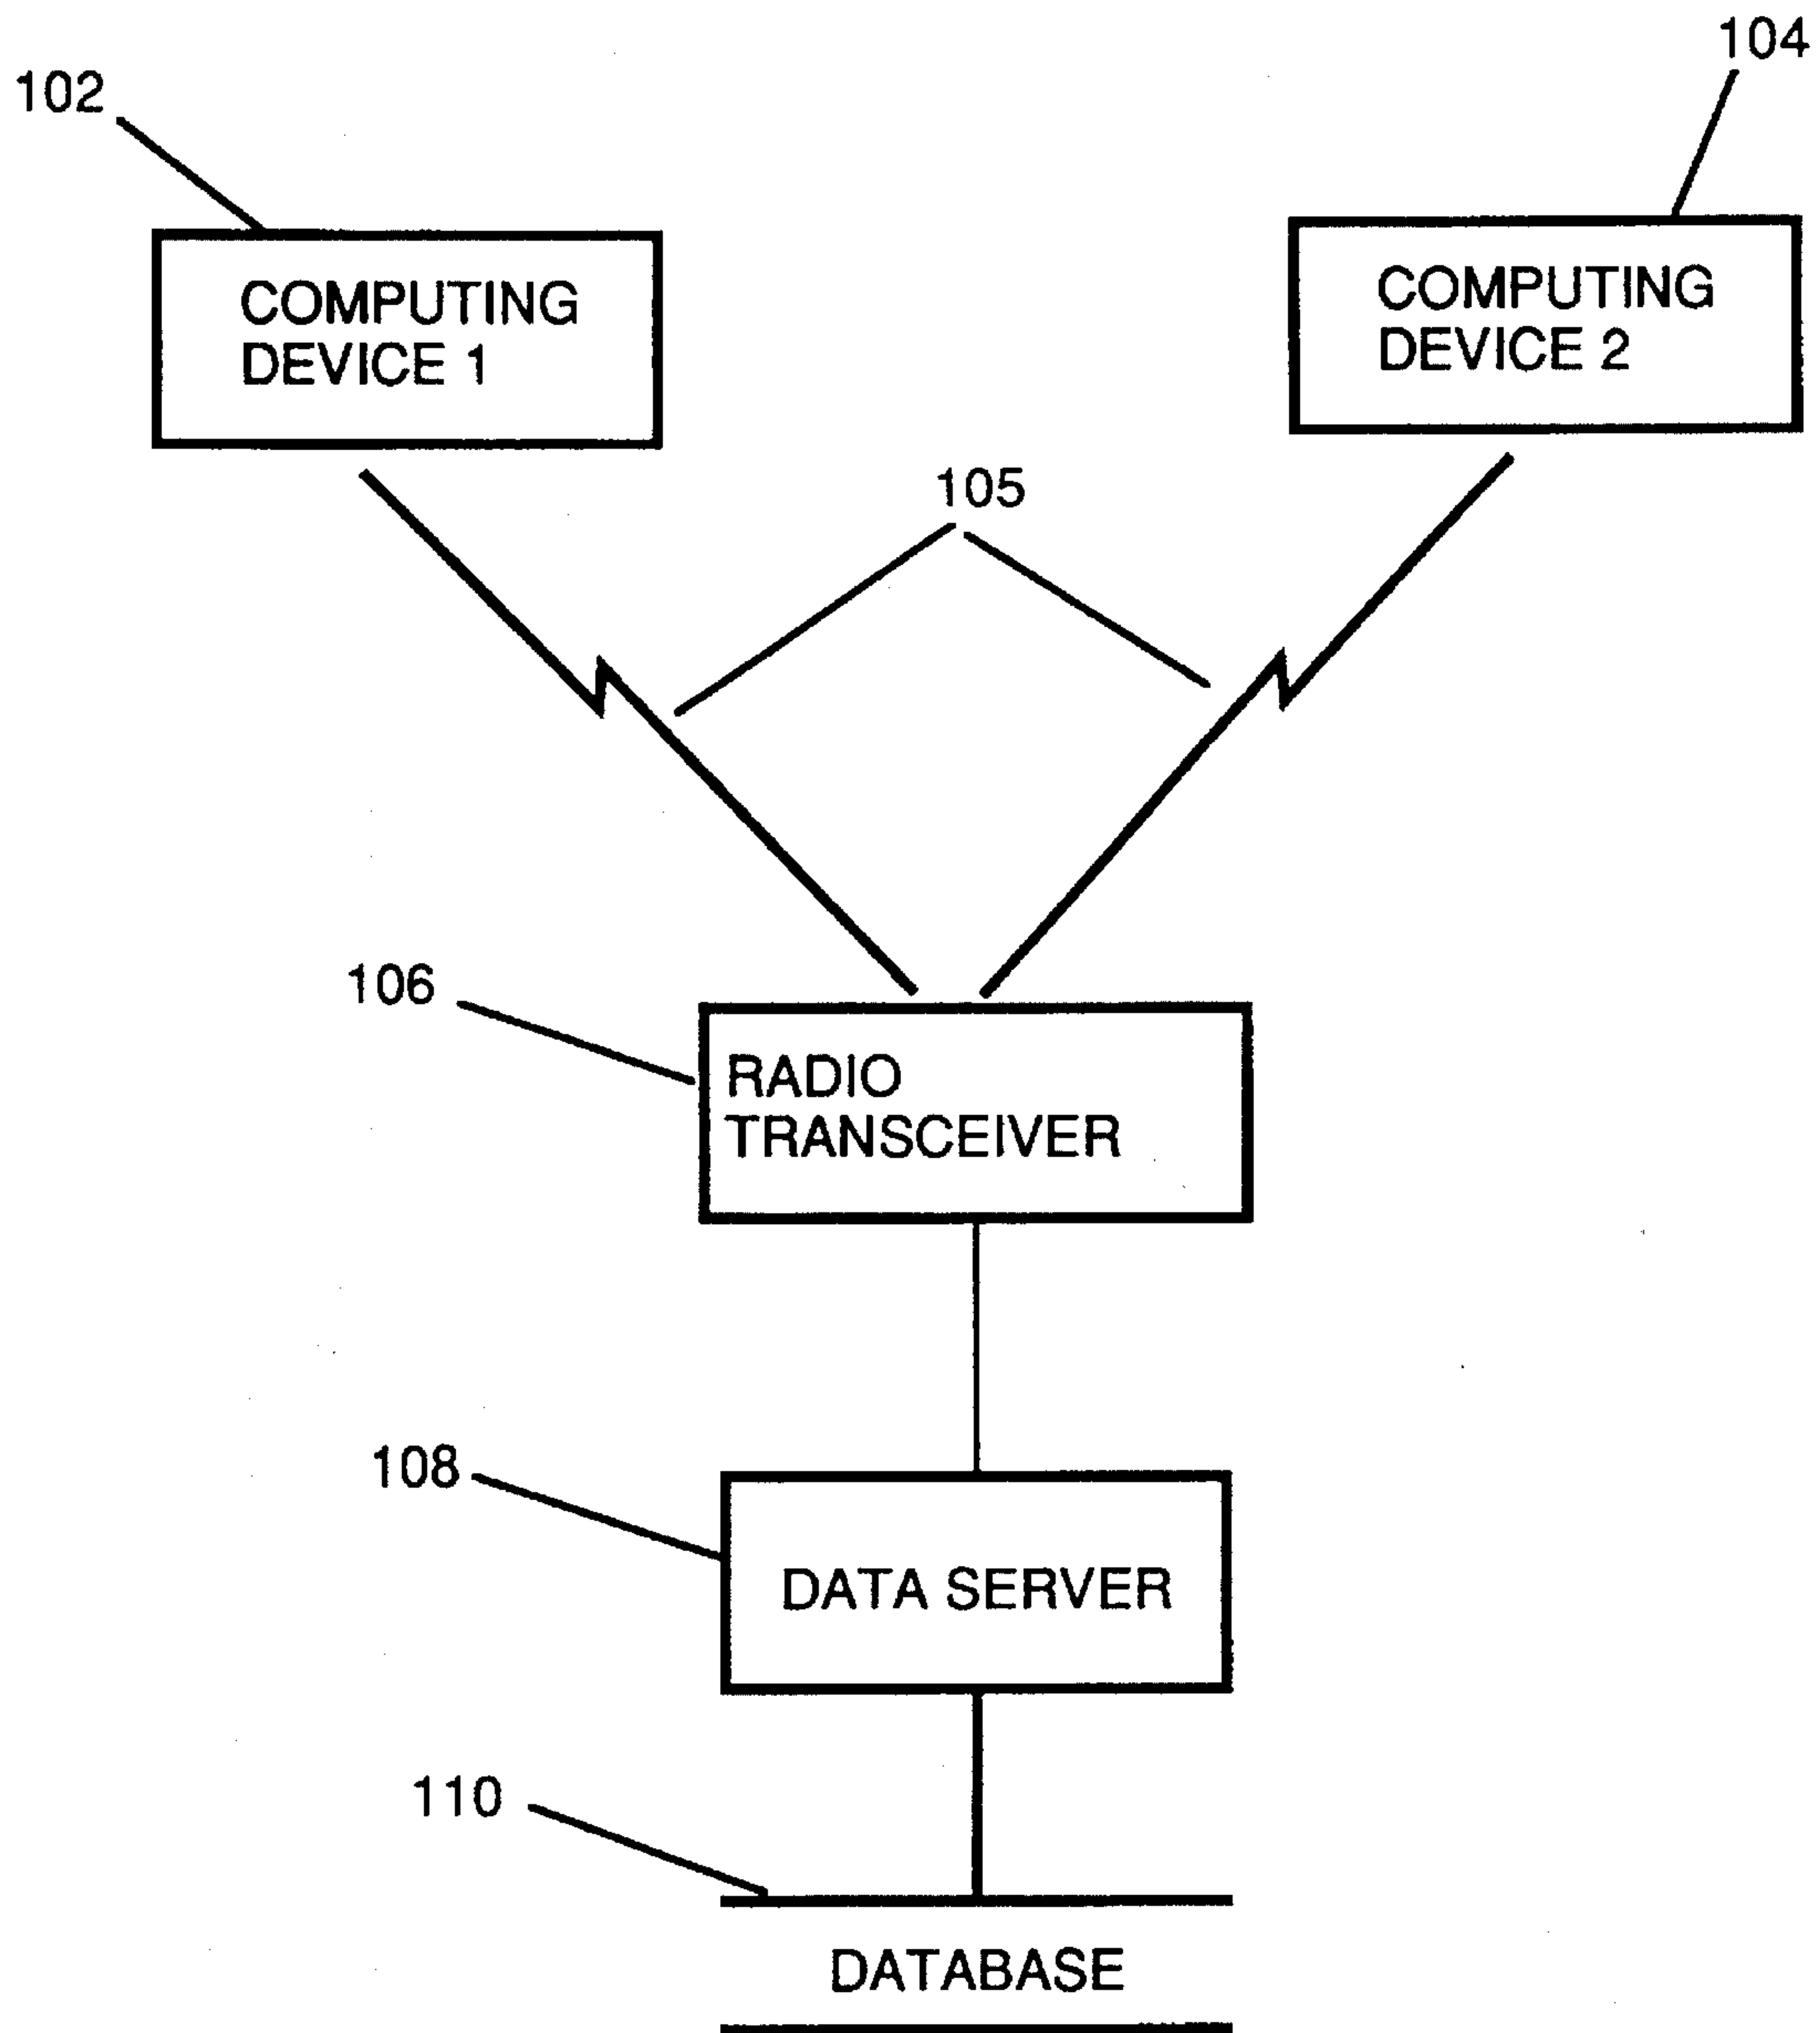 104
102
COMPUTING
DEVICE 1
COMPUTING
DEVICE 2
105
106
RADIO
TRANSCEIVER
108
DATA SERVER
110
DATABASE